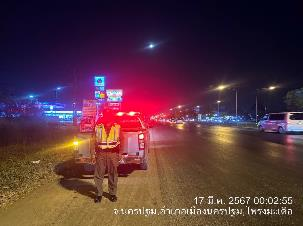 17 มี.ค. 2567 00:02:55
จ.นครปฐม,อำเภอเมืองนครปฐม,โพรงมะเดื่อ